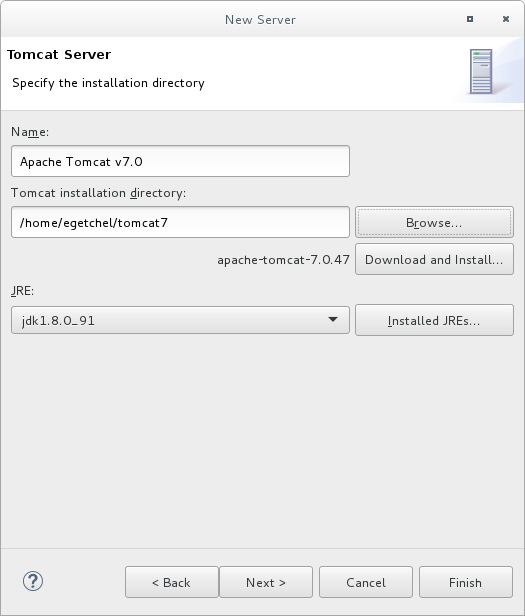 New Server
Tomcat Server
Specify the installation directory
Name:
Apache Tomcat v7.0
Tomcat installation directory:
/home/egetchel/tomcat7
Browse...
apache-tomcat-7.0.47
Download and Install...
JRE:
jdk1.8.0_91
Installed JREs...
?
< Back
Next >
Cancel
Finish